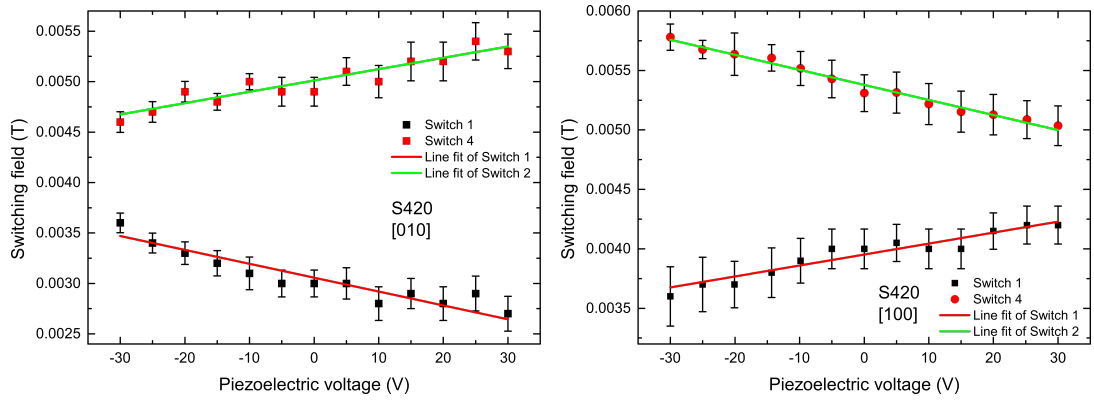 0.0055
0.0050
0.0045
0.0040
0.0035
0.0030
0.0025
Switching field (T)
Switch 1
Switch 4
Line fit of Switch 1
Line fit of Switch 2
S420
[010]
-30 -20 -10 0 10 20 30
Piezoelectric voltage (V)
0.0060
0.0055
0.0050
0.0045
0.0040
0.0035
Switching field (T)
S420
[100]
Switch 1
Switch 4
Line fit of Switch 1
Line fit of Switch 2
-30 -20 -10 0 10 20 30
Piezoelectric voltage (V)